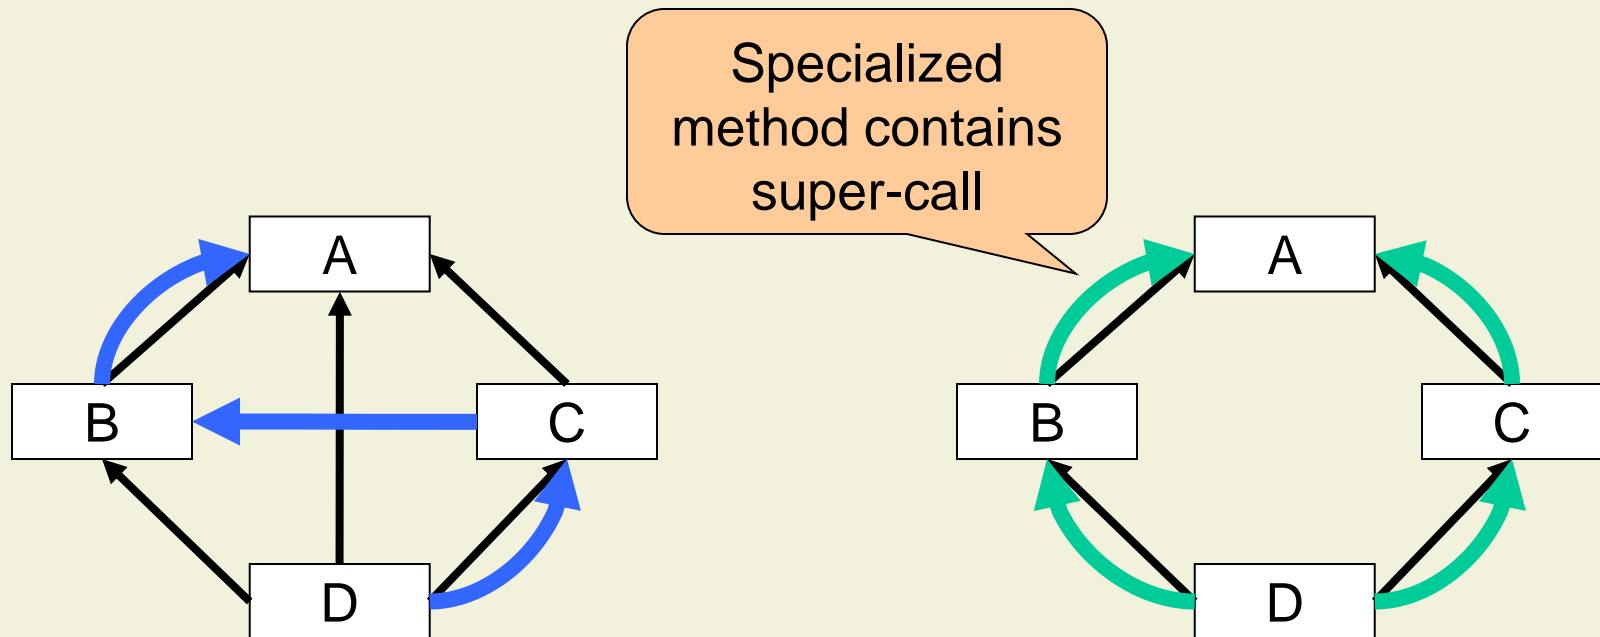 Specialized
method contains
super-call
A
B
C
D
A
B
C
D